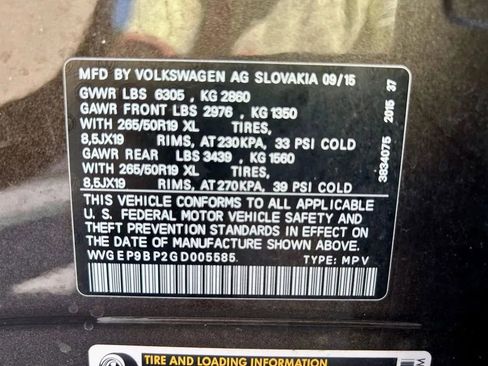 MFD BY VOLKSWAGEN AG SLOVAKIA 09/15
GVWR LBS 6305, KG 2860
GAWR FRONT LBS 2976, KG 1350
WITH 265/50R19 XL TIRES,
8,5JX19 RIMS, AT 230KPA, 33 PSI COLD
GAWR REAR LBS 3439, KG 1560
WITH 265/50R19 XL TIRES,
8,5JX19 RIMS, AT 270KPA, 39 PSI COLD
THIS VEHICLE CONFORMS TO ALL APPLICABLE
U. S. FEDERAL MOTOR VEHICLE SAFETY AND
THEFT PREVENTION STANDARDS IN EFFECT ON
THE DATE OF MANUFACTURE SHOWN ABOVE.
WVGEP9BP2GD005585. TYPE: MPV
3834075 2015 37
TIRE AND LOADING INFORMATION